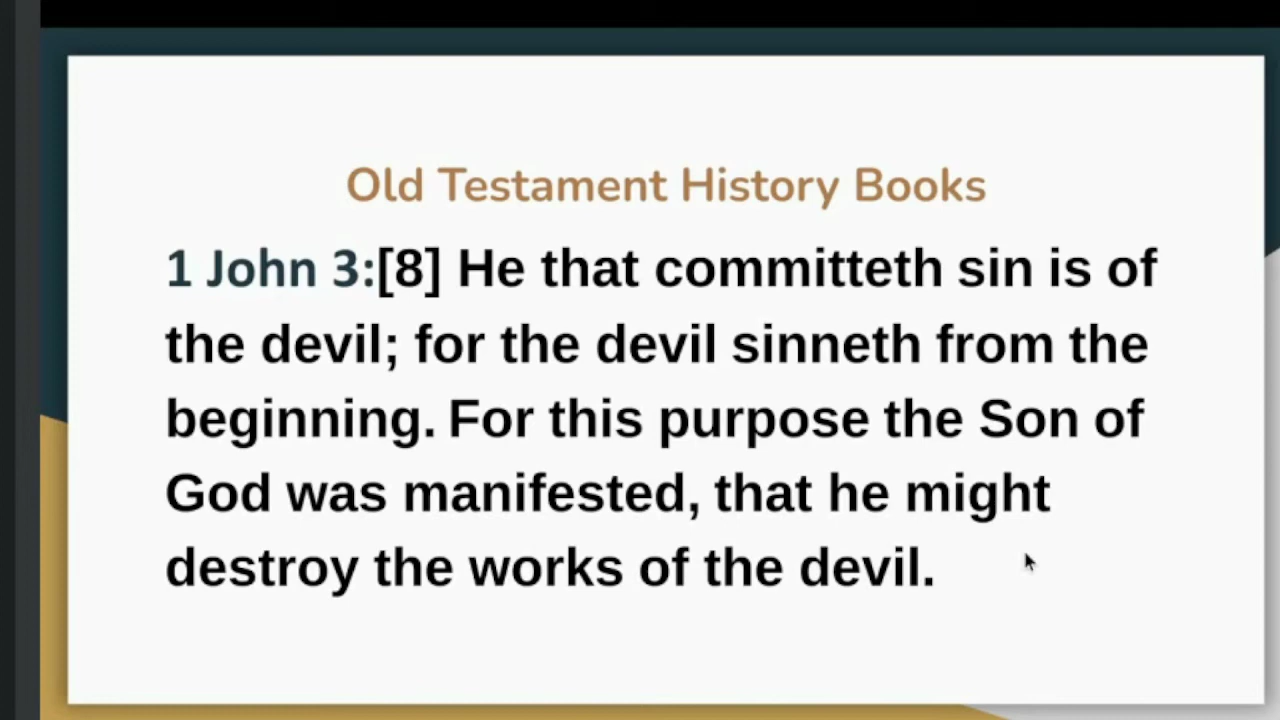 Old Testament History Books
1 John 3:[8] He that committeth sin is of
the devil; for the devil sinneth from the
beginning. For this purpose the Son of
God was manifested, that he might
destroy the works of the devil.